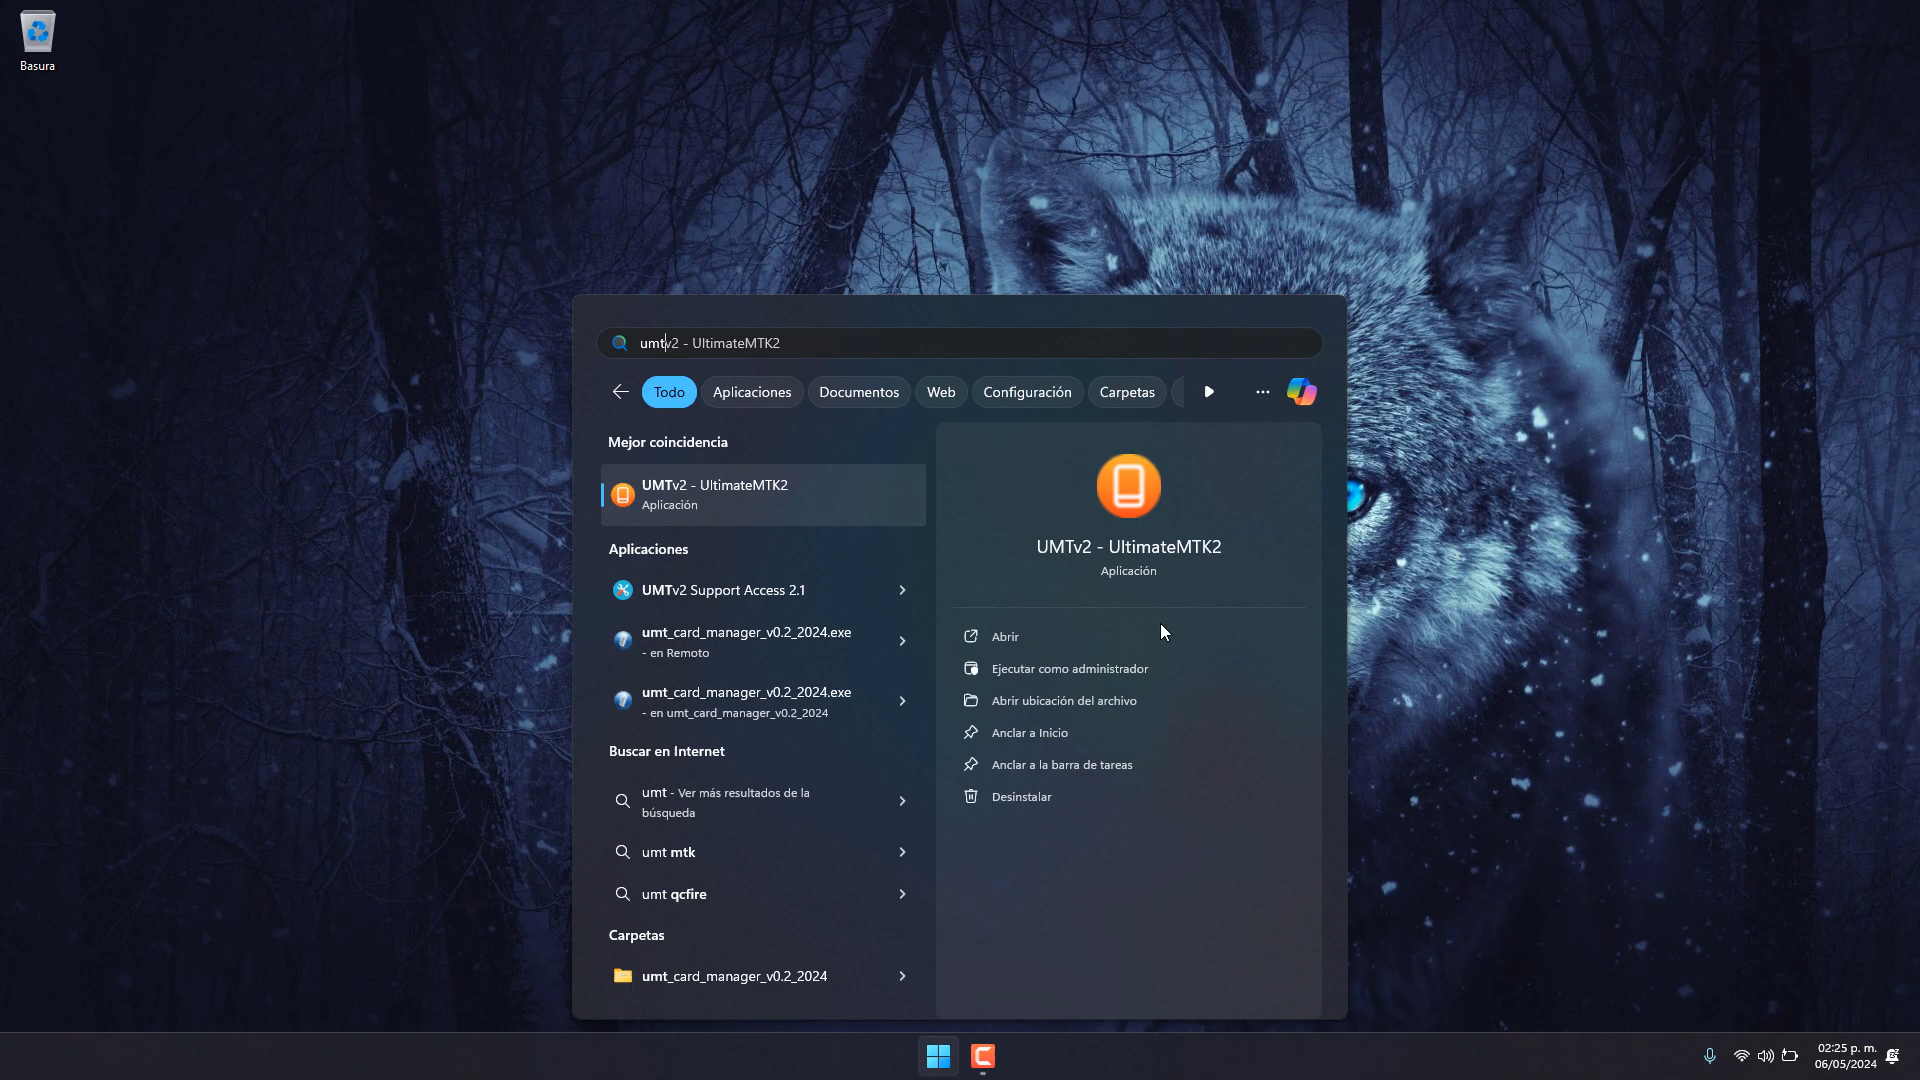 Basura
umtv2 - UltimateMTK2
Todo
Aplicaciones
Documentos
Web
Configuración
Carpetas
Mejor coincidencia
UMTv2 - UltimateMTK2
Aplicación
Aplicaciones
UMTv2 Support Access 2.1
umt_card_manager_v0.2_2024.exe
- en Remoto
umt_card_manager_v0.2_2024.exe
- en umt_card_manager_v0.2_2024
Buscar en Internet
umt - Ver más resultados de la
búsqueda
umt mtk
umt qcfire
Carpetas
umt_card_manager_v0.2_2024
UMTv2 - UltimateMTK2
Aplicación
Abrir
Ejecutar como administrador
Abrir ubicación del archivo
Anclar a Inicio
Anclar a la barra de tareas
Desinstalar
02:25 p. m.
06/05/2024